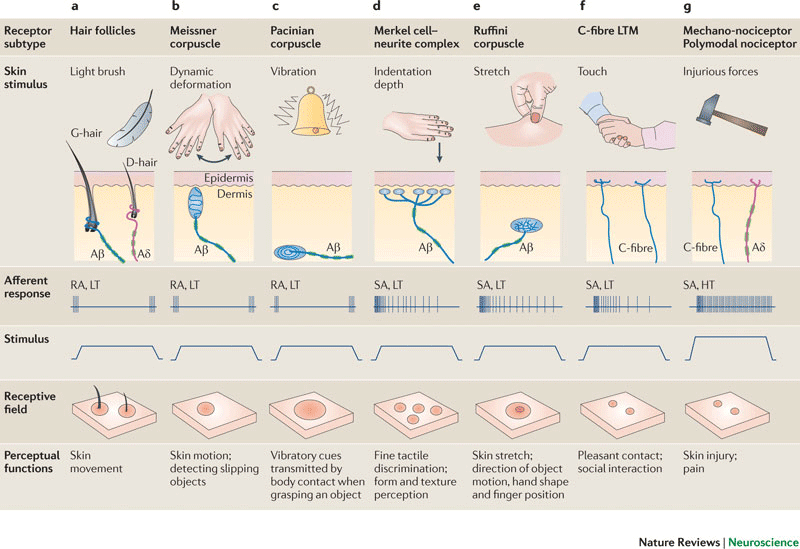 a b c d e f g
Receptor subtype
Hair follicles
Meissner corpuscle
Pacinian corpuscle
Merkel cell–neurite complex
Ruffini corpuscle
C-fibre LTM
Mechano-nociceptor Polymodal nociceptor
Skin stimulus
Light brush
Dynamic deformation
Vibration
Indentation depth
Stretch
Touch
Injurious forces
G-hair
D-hair
Epidermis
Dermis
Aβ
Aδ
Aβ
Aβ
Aβ
Aβ
C-fibre
C-fibre
Aδ
Afferent response
RA, LT
RA, LT
RA, LT
SA, LT
SA, LT
SA, LT
SA, HT
Stimulus
Receptive field
Perceptual functions
Skin movement
Skin motion; detecting slipping objects
Vibratory cues transmitted by body contact when grasping an object
Fine tactile discrimination; form and texture perception
Skin stretch; direction of object motion, hand shape and finger position
Pleasant contact; social interaction
Skin injury; pain
Nature Reviews | Neuroscience